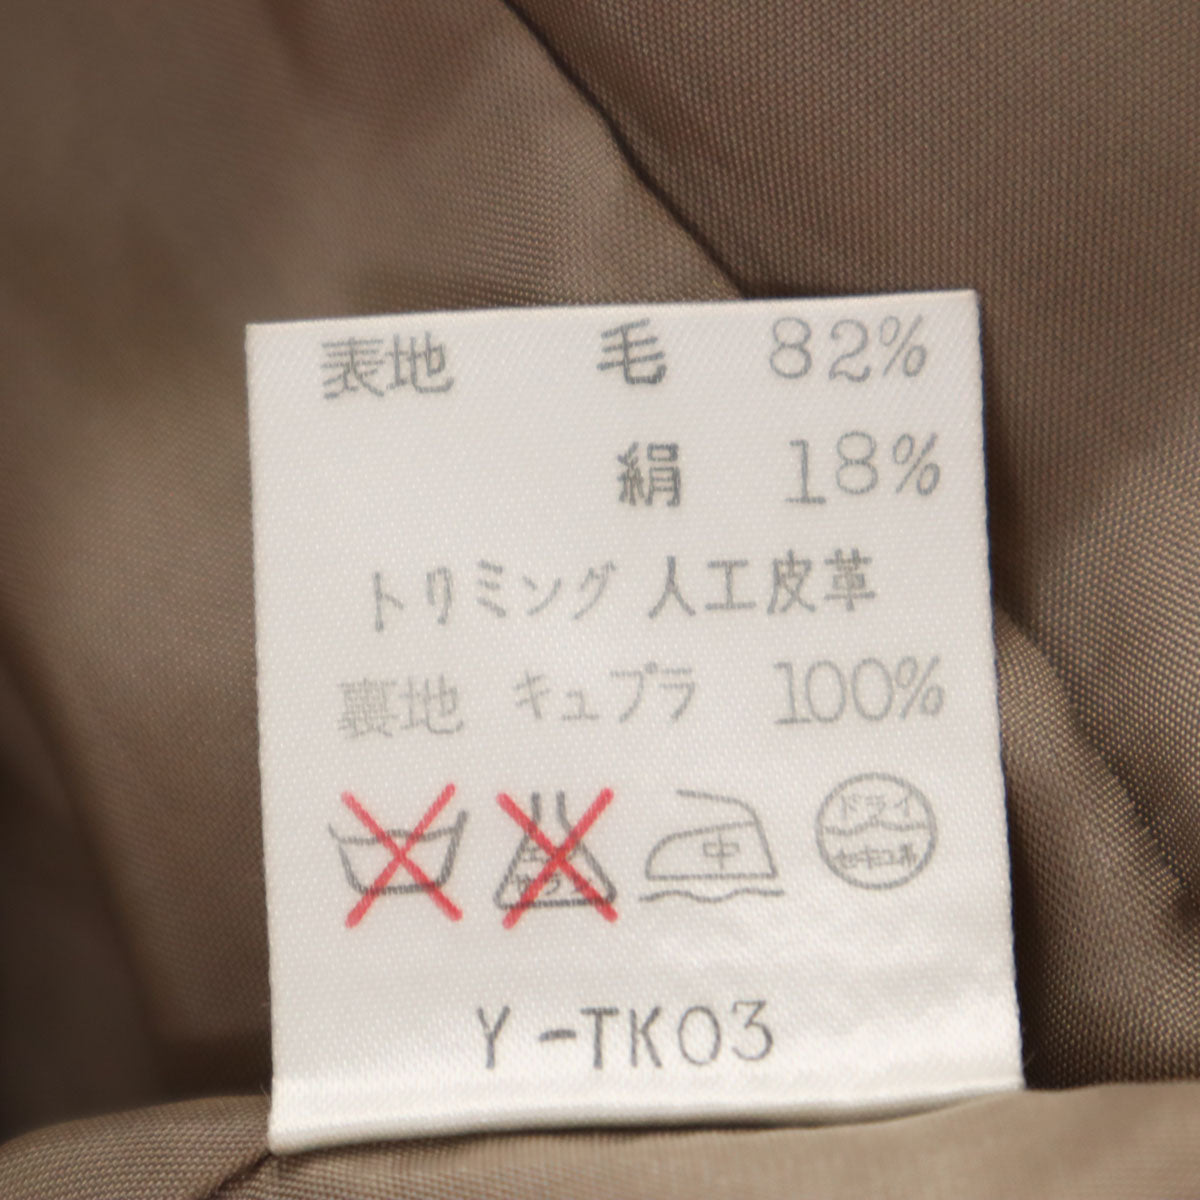 表地 毛 82%
絹 18%
トリミング 人工皮革
裏地 キュプラ 100%
中 ドライ
セキユ系
Y-TK03